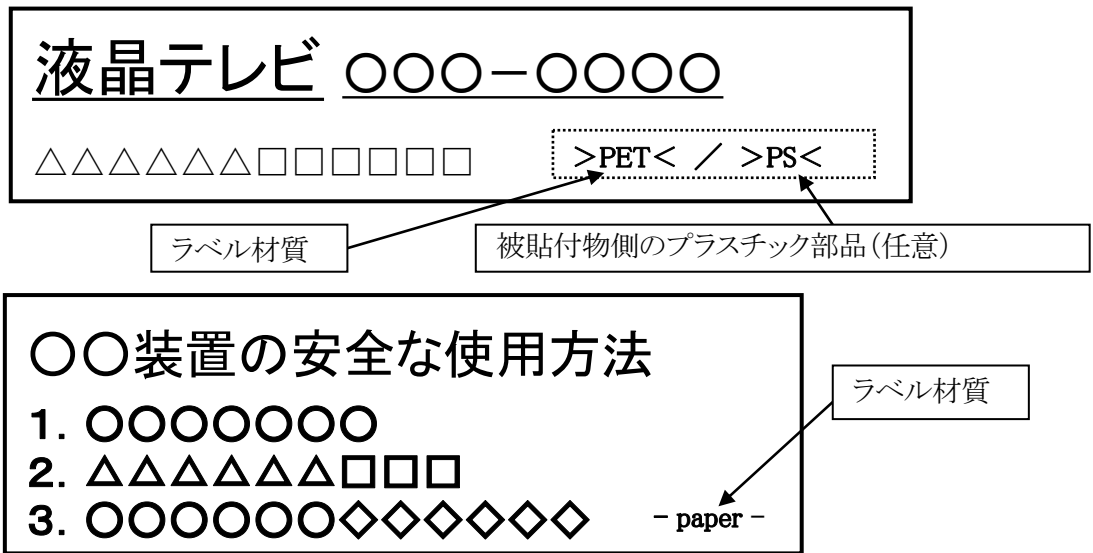 液晶テレビ ○○○－○○○○
△△△△△△□□□□□□ >PET< ／ >PS<
ラベル材質 被貼付物側のプラスチック部品(任意)
○○装置の安全な使用方法
1. ○○○○○○○
2. △△△△△△□□□
3. ○○○○○○◇◇◇◇◇◇ － paper －
ラベル材質